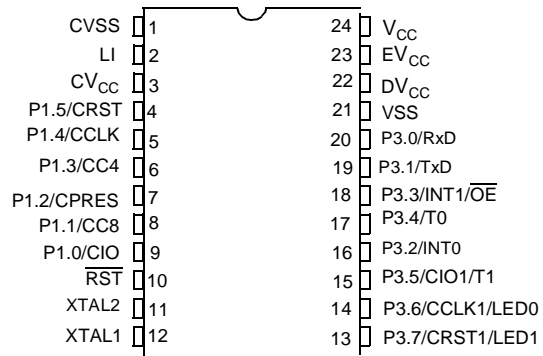 CVSS 1 24 VCC
LI 2 23 EVCC
CVCC 3 22 DVCC
P1.5/CRST 4 21 VSS
P1.4/CCLK 5 20 P3.0/RxD
P1.3/CC4 6 19 P3.1/TxD
P1.2/CPRES 7 18 P3.3/INT1/OE
P1.1/CC8 8 17 P3.4/T0
P1.0/CIO 9 16 P3.2/INT0
RST 10 15 P3.5/CIO1/T1
XTAL2 11 14 P3.6/CCLK1/LED0
XTAL1 12 13 P3.7/CRST1/LED1